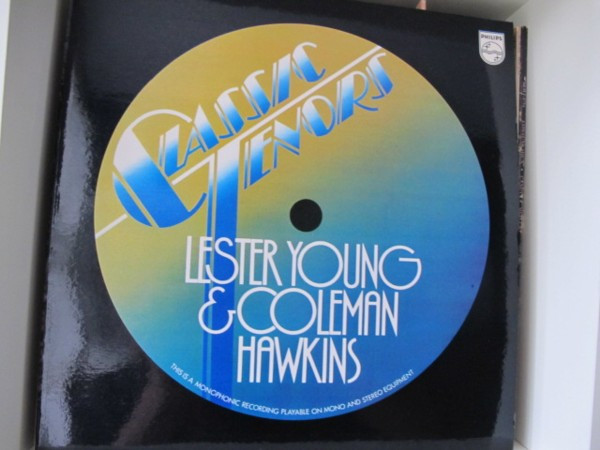 PHILIPS
CLASSIC
TENORS
LESTER YOUNG
& COLEMAN
HAWKINS
THIS IS A MONOPHONIC RECORDING PLAYABLE ON MONO AND STEREO EQUIPMENT